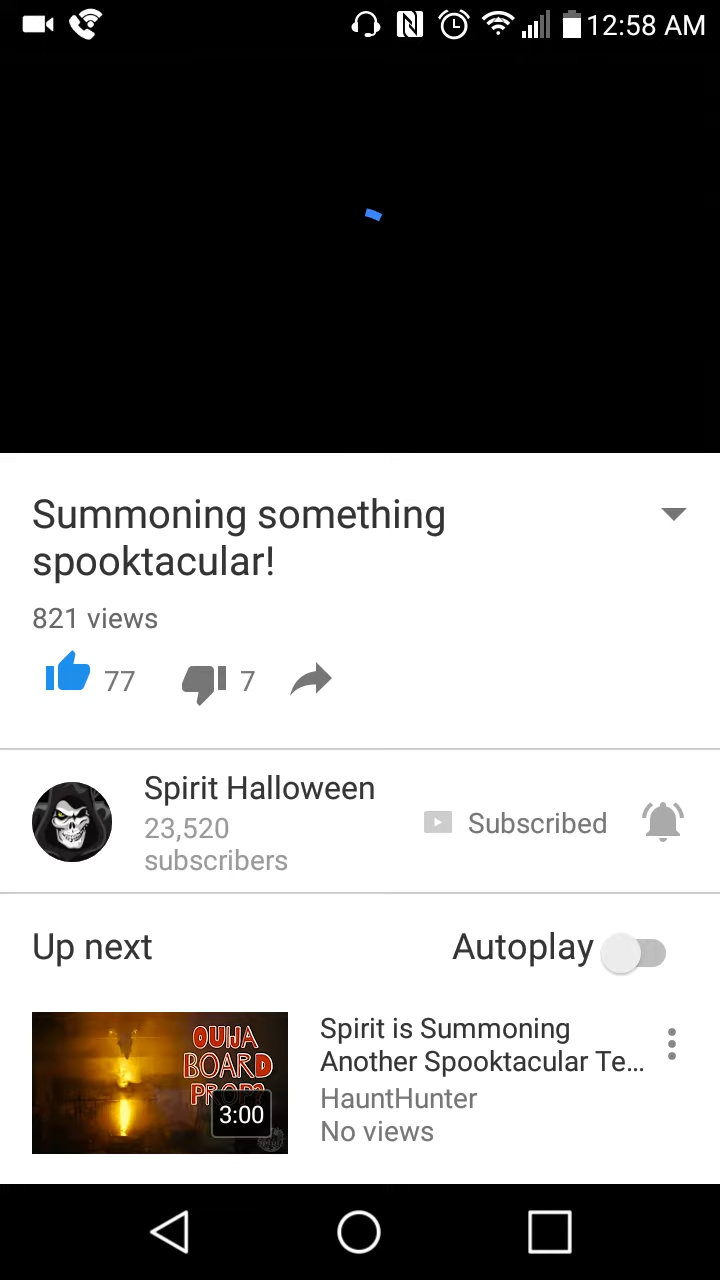 12:58 AM
Summoning something
spooktacular!
821 views
77
7
Spirit Halloween
23,520
subscribers
Subscribed
Up next
Autoplay
OUIJA
BOARD
PROP?
3:00
Spirit is Summoning
Another Spooktacular Te...
HauntHunter
No views